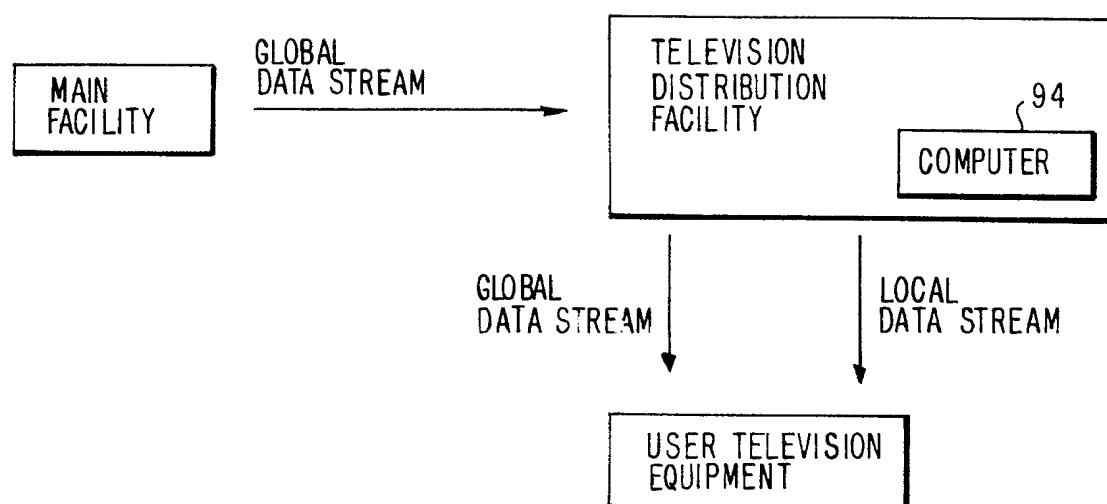 MAIN
FACILITY
GLOBAL
DATA STREAM
TELEVISION
DISTRIBUTION
FACILITY
94
COMPUTER
GLOBAL
DATA STREAM
LOCAL
DATA STREAM
USER TELEVISION
EQUIPMENT